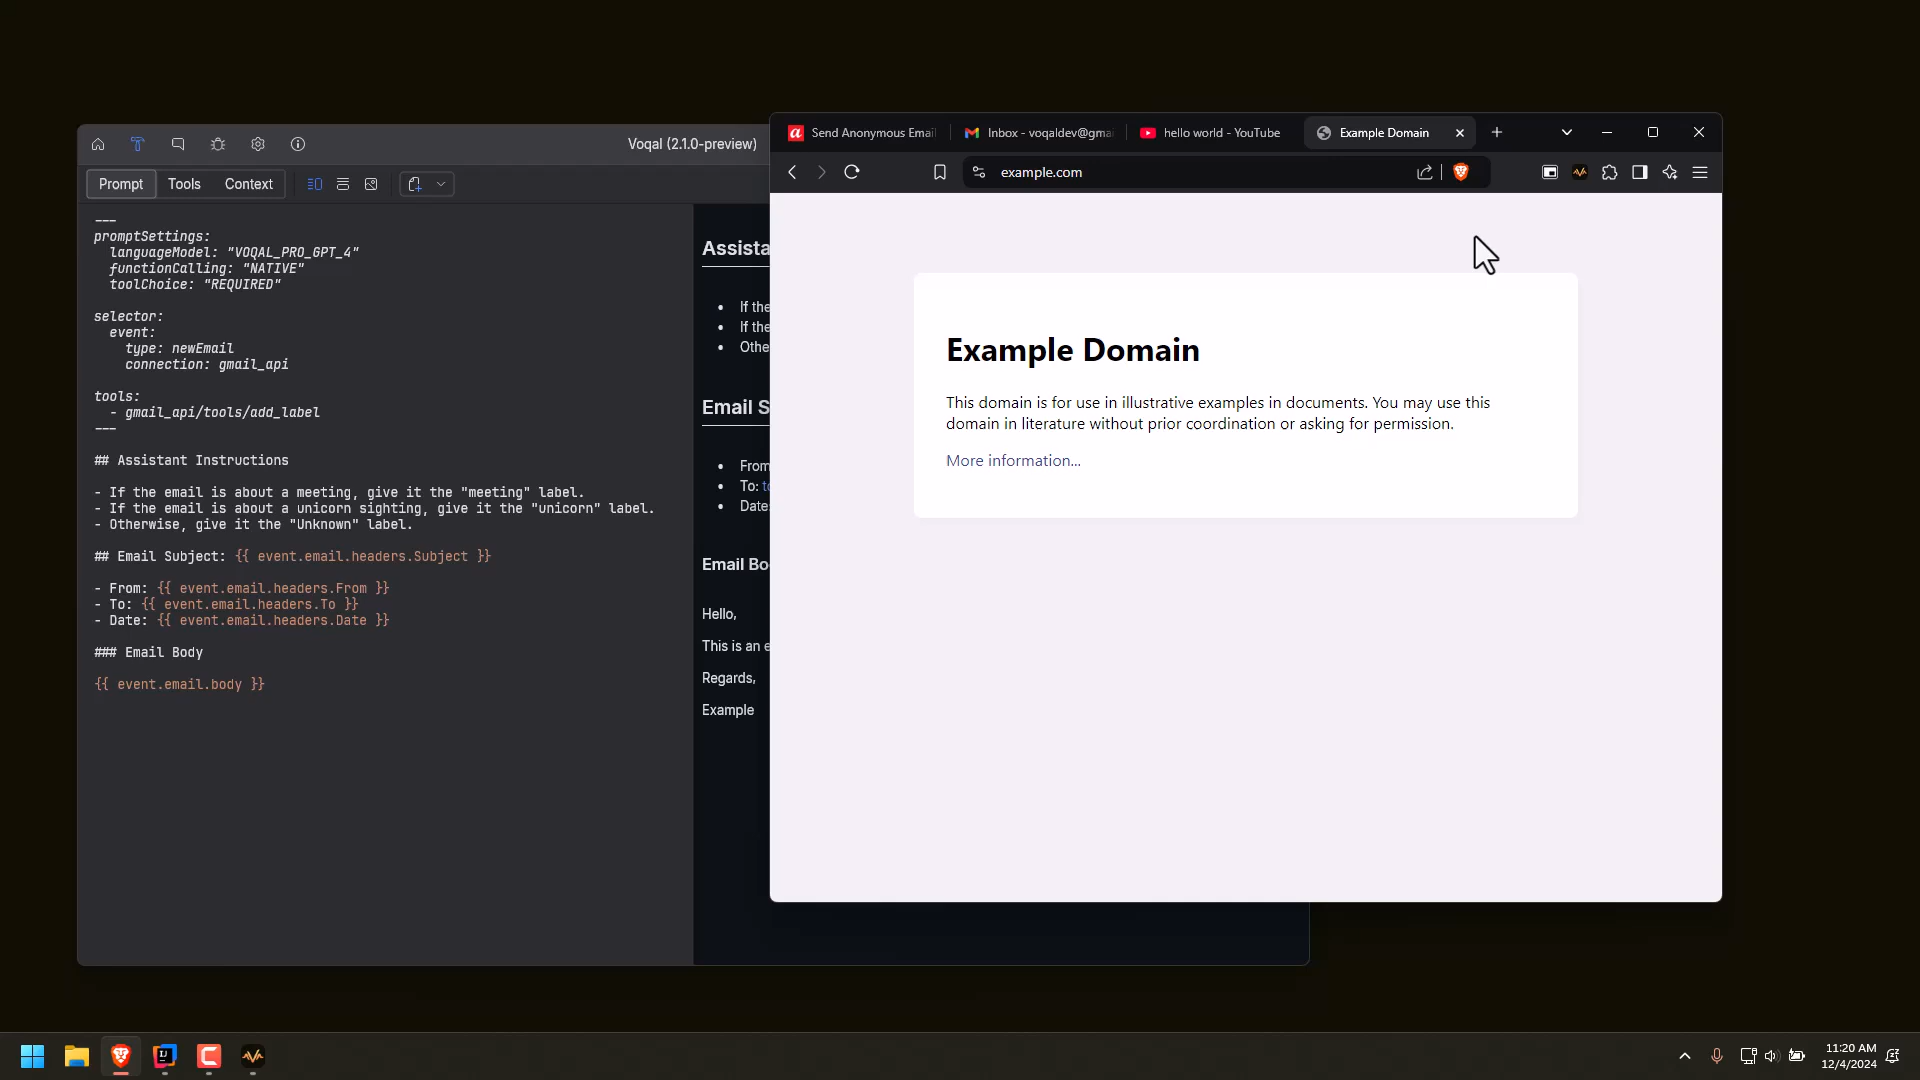 Voqal (2.1.0-preview)
Prompt
Tools
Context
---
promptSettings:
languageModel: "VOQAL_PRO_GPT_4"
functionCalling: "NATIVE"
toolChoice: "REQUIRED"
selector:
event:
type: newEmail
connection: gmail_api
tools:
- gmail_api/tools/add_label
---
## Assistant Instructions
- If the email is about a meeting, give it the "meeting" label.
- If the email is about a unicorn sighting, give it the "unicorn" label.
- Otherwise, give it the "Unknown" label.
## Email Subject: {{ event.email.headers.Subject }}
- From: {{ event.email.headers.From }}
- To: {{ event.email.headers.To }}
- Date: {{ event.email.headers.Date }}
### Email Body
{{ event.email.body }}
Assista
If the
If the
Othe
Email S
From
To: t
Date
Email Bo
Hello,
This is an e
Regards,
Example
Send Anonymous Email
Inbox - voqaldev@gma
hello world - YouTube
Example Domain
example.com
Example Domain
This domain is for use in illustrative examples in documents. You may use this
domain in literature without prior coordination or asking for permission.
More information...
11:20 AM
12/4/2024